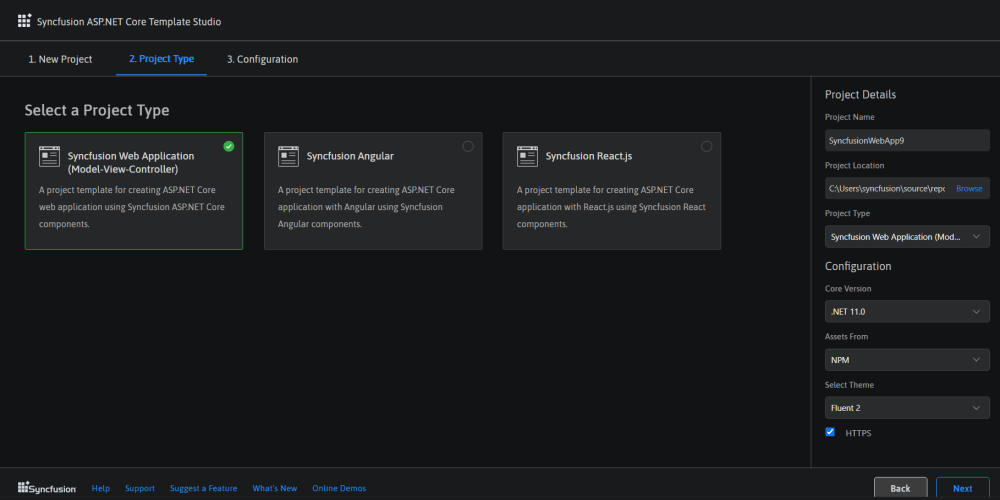 Syncfusion ASP.NET Core Template Studio
1. New Project 2. Project Type 3. Configuration
Select a Project Type
Syncfusion Web Application
(Model-View-Controller)
A project template for creating ASP.NET Core
web application using Syncfusion ASP.NET Core
components.
Syncfusion Angular
A project template for creating ASP.NET Core
application with Angular using Syncfusion
Angular components.
Syncfusion React.js
A project template for creating ASP.NET Core
application with React.js using Syncfusion React
components.
Project Details
Project Name
SyncfusionWebApp9
Project Location
C:\Users\syncfusion\source\repo Browse
Project Type
Syncfusion Web Application (Mod...
Configuration
Core Version
.NET 11.0
Assets From
NPM
Select Theme
Fluent 2
HTTPS
Syncfusion Help Support Suggest a Feature What's New Online Demos
Back Next